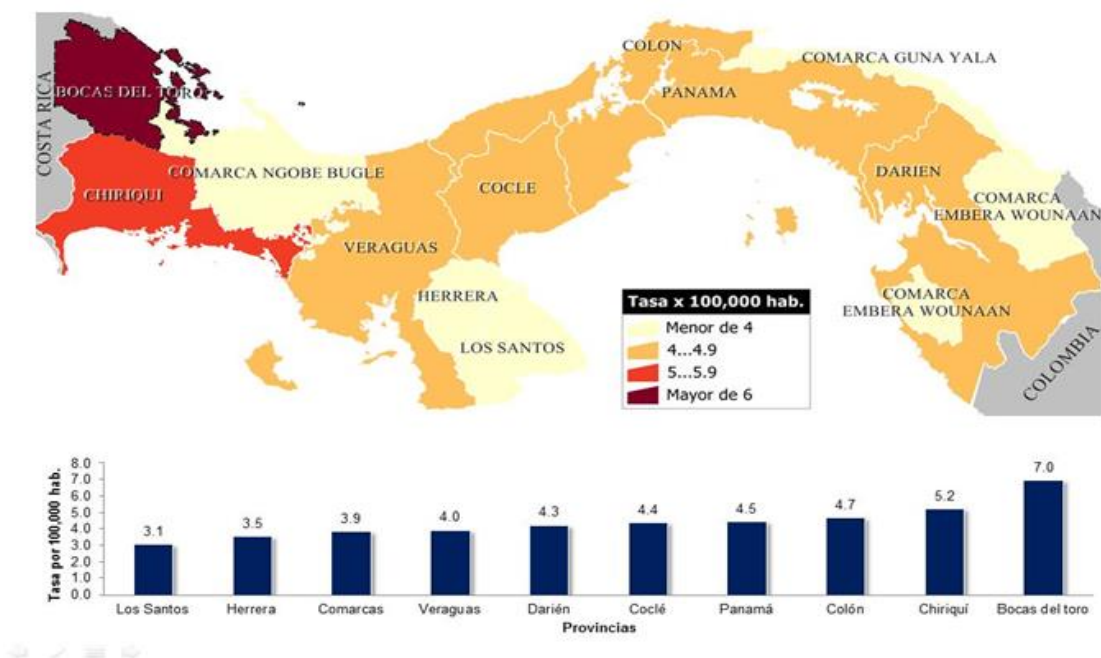 COLON
COMARCA GUNA YALA
BOCAS DEL TORO
PANAMA
COSTA RICA
COMARCA NGOBE BUGLE
CHIRIQUI
COCLE
DARIEN
COMARCA
EMBERA WOUNAAN
VERAGUAS
HERRERA
COMARCA
EMBERA WOUNAAN
LOS SANTOS
COLOMBIA
Tasa x 100,000 hab.
Menor de 4
4...4.9
5...5.9
Mayor de 6
Tasa por 100,000 hab.
8.0
7.0
6.0
5.0
4.0
3.0
2.0
1.0
0.0
3.1
3.5
3.9
4.0
4.3
4.4
4.5
4.7
5.2
7.0
Los Santos
Herrera
Comarcas
Veraguas
Darién
Coclé
Panamá
Colón
Chiriquí
Bocas del toro
Provincias